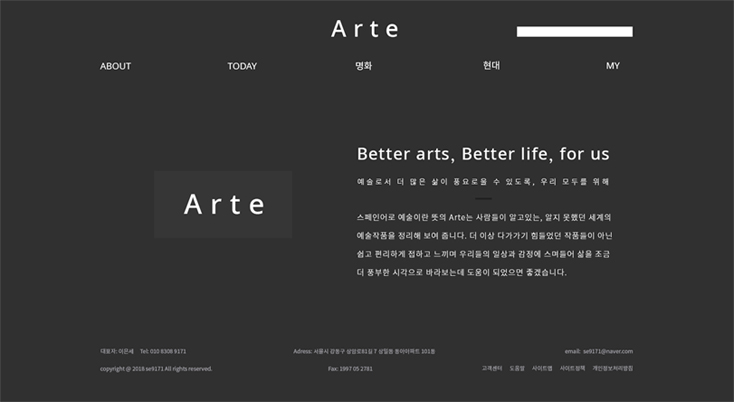 Arte
ABOUT TODAY 명화 현대 MY
Better arts, Better life, for us
예술로서 더 많은 삶이 풍요로울 수 있도록, 우리 모두를 위해
Arte
스페인어로 예술이란 뜻의 Arte는 사람들이 알고있는, 알지 못했던 세계의
예술작품을 정리해 보여 줍니다. 더 이상 다가가기 힘들었던 작품들이 아닌
쉽고 편리하게 접하고 느끼며 우리들의 일상과 감정에 스며들어 삶을 조금
더 풍부한 시각으로 바라보는데 도움이 되었으면 좋겠습니다.
대표자: 이은세 Tel: 010 8308 9171 Adress: 서울시 강동구 상암로81길 7 삼일동 동아아파트 101동 email: se9171@naver.com
copyright @ 2018 se9171 All rights reserved. Fax: 1997 05 2781 고객센터 도움말 사이트맵 사이트정책 개인정보처리방침